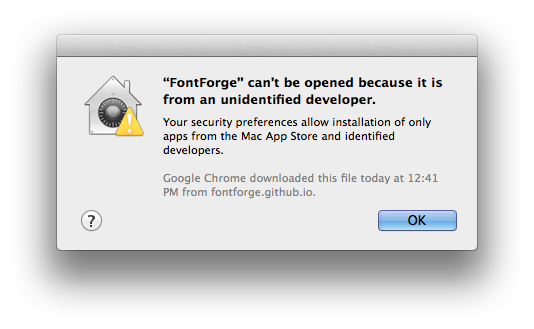 “FontForge” can’t be opened because it is
from an unidentified developer.
Your security preferences allow installation of only
apps from the Mac App Store and identified
developers.
Google Chrome downloaded this file today at 12:41
PM from fontforge.github.io.
?
OK